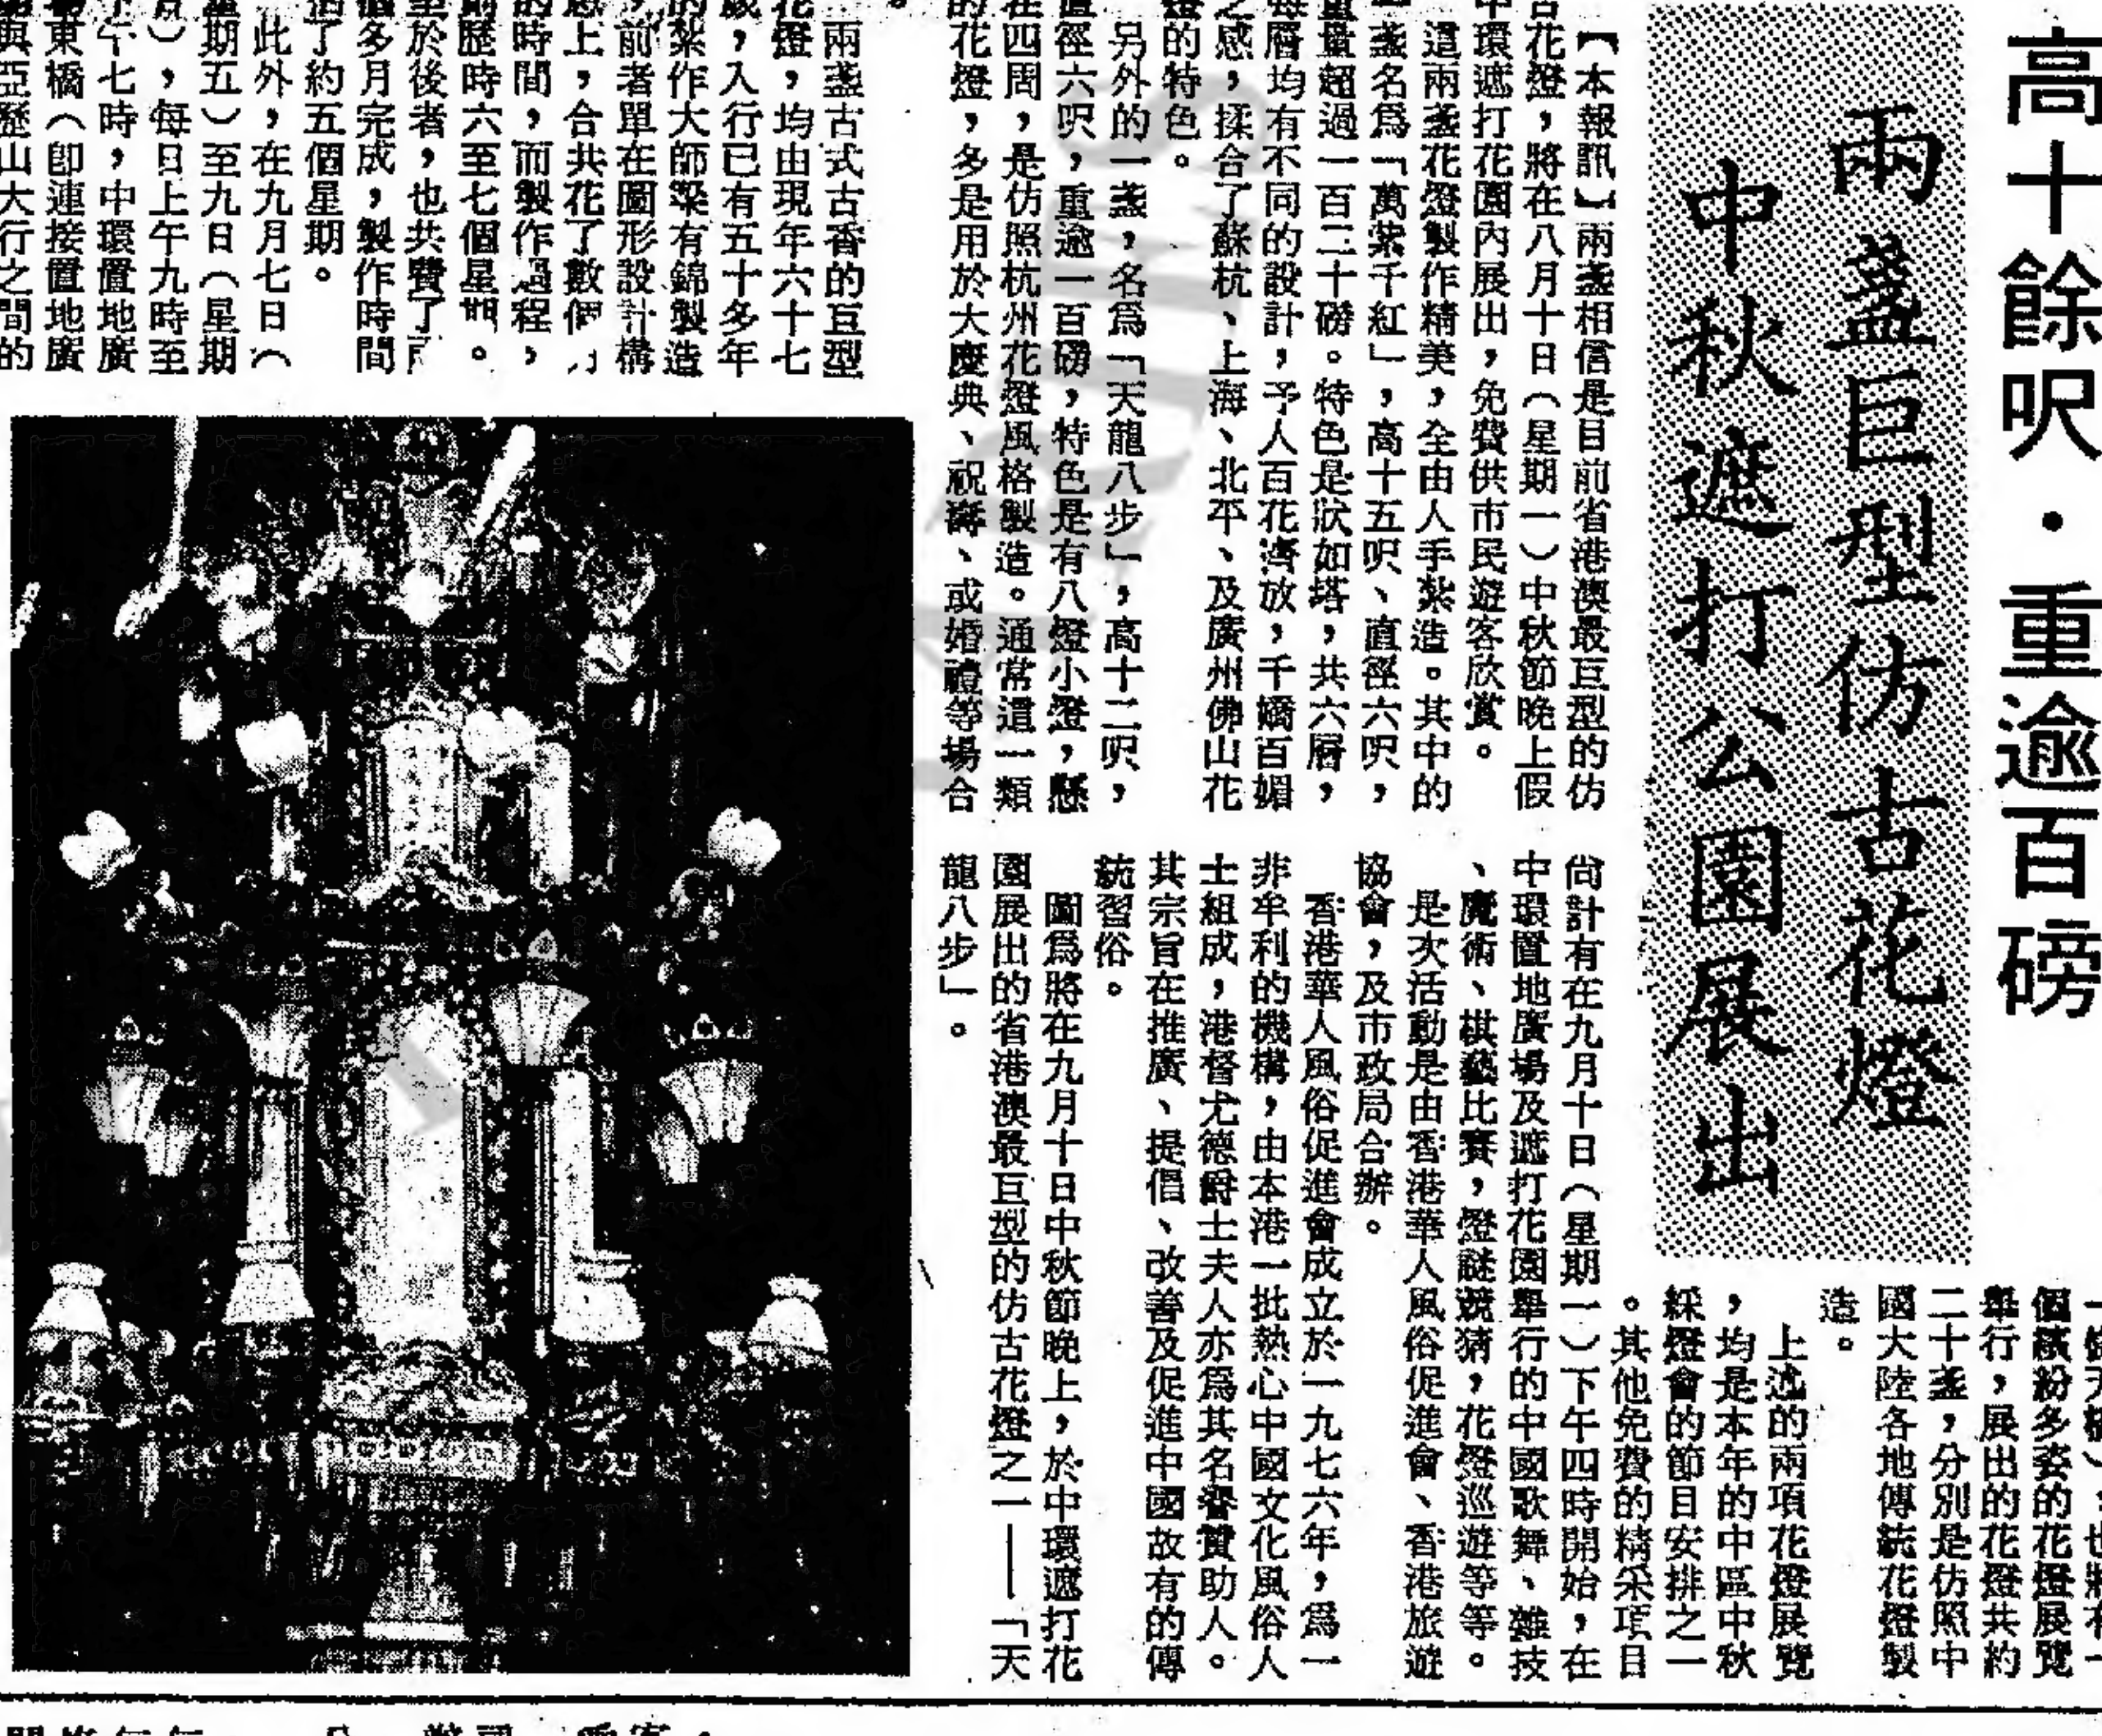 高十餘呎·重逾百磅
兩盞巨型仿古花燈
中秋遮打公園展出
【本報訊】兩盞相信是目前省港澳最巨型的仿
古花燈，將在八月十日（星期一）中秋節晚上假
中環遮打花園內展出，免費供市民遊客欣賞。
這兩盞花燈製作精美，全由人手紮造。其中的
一盞名爲「萬紫千紅」，高十五呎、直徑六呎，
重量超過一百二十磅。特色是狀如塔，共六層，
每層均有不同的設計，予人百花齊放，千嬌百媚
之感，揉合了蘇杭、上海、北平、及廣州佛山花
燈的特色。
另外的一盞，名爲「天龍八步」，高十二呎，
直徑六呎，重逾一百磅，特色是有八燈小燈，懸
在四周，是仿照杭州花燈風格製造。通常這一類
的花燈，多是用於大慶典、祝壽、或婚禮等場合
。
兩盞古式古香的巨型
花燈，均由現年六十七
歲，入行已有五十多年
的紮作大師梁有錦製造
，前者單在圖形設計構
思上，合共花了數個
的時間，而製作過程，
則歷時六至七個星期。
至於後者，也共費了兩
個多月完成，製作時間
佔了約五個星期。
此外，在九月七日（
星期五）至九日（星期
日），每日上午九時至
下午七時，中環置地廣
場東橋（即連接置地廣
場與亞歷山大行之間的
個繽紛多姿的花燈展覽
舉行，展出的花燈共約
二十盞，分別是仿照中
國大陸各地傳統花燈製
造。
上述的兩項花燈展覽
，均是本年的中區中秋
綵燈會的節目安排之一
。其他免費的精采項目
尚計有在九月十日（星期一）下午四時開始，在
中環置地廣場及遮打花園舉行的中國歌舞、雜技
、魔術、棋藝比賽，燈謎競猜，花燈巡遊等等。
是次活動是由香港華人風俗促進會、香港旅遊
協會，及市政局合辦。
香港華人風俗促進會成立於一九七六年，爲一
非牟利的機構，由本港一批熱心中國文化風俗人
士組成，港督尤德爵士夫人亦爲其名譽贊助人。
其宗旨在推廣、提倡、改善及促進中國故有的傳
統習俗。
圖爲將在九月十日中秋節晚上，於中環遮打花
園展出的省港澳最巨型的仿古花燈之一——「天
龍八步」。